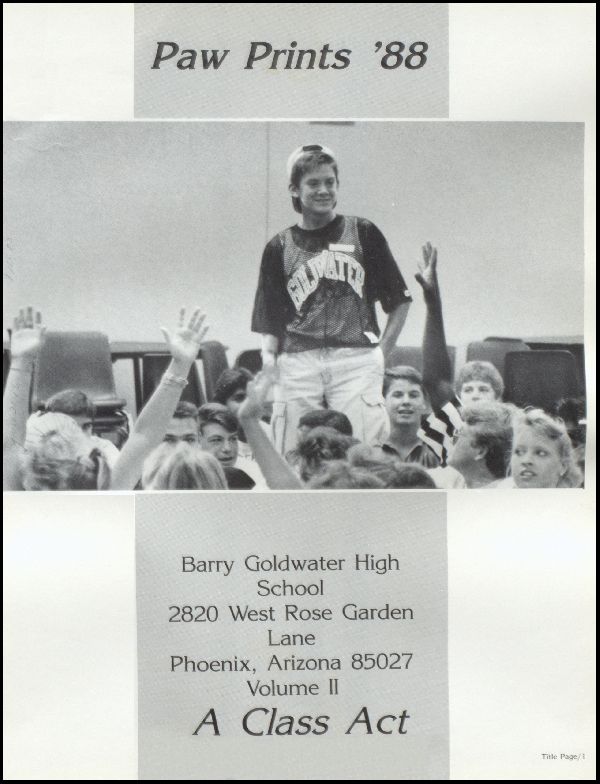 Paw Prints '88
GOLDWATER
Barry Goldwater High
School
2820 West Rose Garden
Lane
Phoenix, Arizona 85027
Volume II
A Class Act
Title Page/1